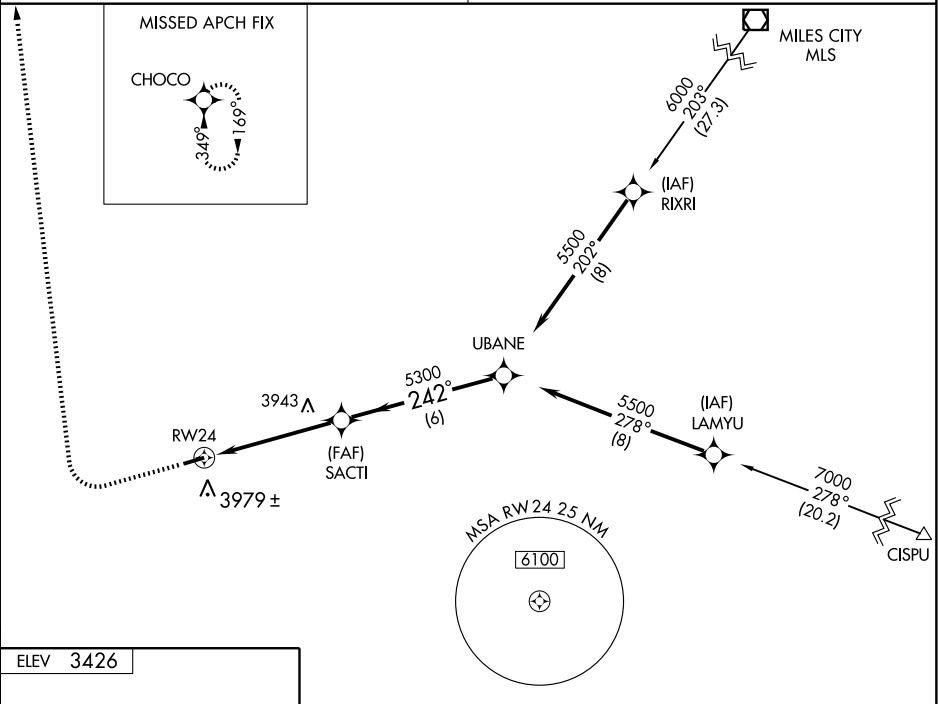 MISSED APCH FIX
CHOCO
349°
169°
MILES CITY
MLS
6000
203°
(27.3)
(IAF)
RIXRI
5500
202°
(8)
UBANE
5300
242°
(6)
3943
(FAF)
SACTI
RW24
3979 ±
5500
278°
(8)
(IAF)
LAMYU
7000
278°
(20.2)
CISPU
MSA RW24 25 NM
6100
ELEV 3426